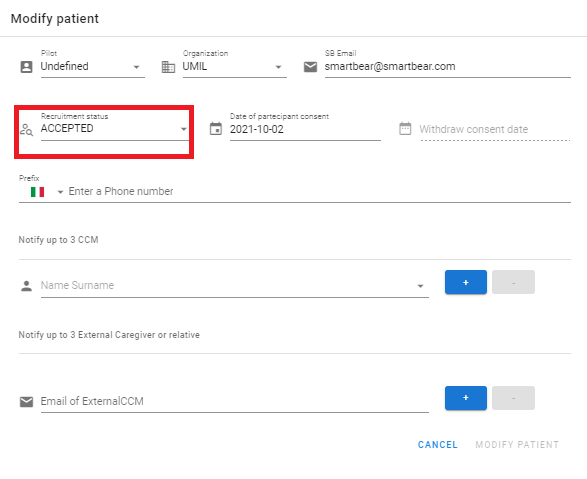 Modify patient
Pilot Organization SB Email
Undefined UMIL smartbear@smartbear.com
Recruitment status Date of partecipant consent
ACCEPTED 2021-10-02 Withdraw consent date
Prefix
Enter a Phone number
Notify up to 3 CCM
Name Surname + -
Notify up to 3 External Caregiver or relative
Email of ExternalCCM + -
CANCEL MODIFY PATIENT